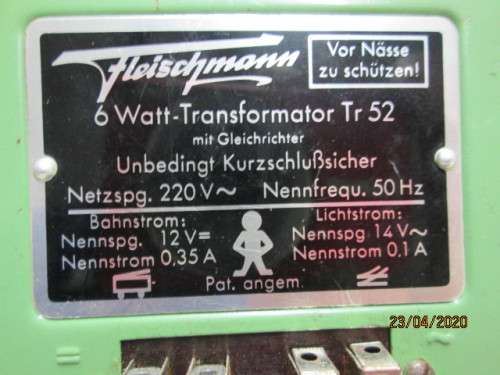 Fleischmann
Vor Nässe
zu schützen!
6 Watt-Transformator Tr 52
mit Gleichrichter
Unbedingt Kurzschlußsicher
Netzspg. 220 V~ Nennfrequ. 50 Hz
Bahnstrom:
Nennspg. 12 V=
Nennstrom 0,35 A
Lichtstrom:
Nennspg. 14 V~
Nennstrom 0.1 A
Pat. angem.
23/04/2020